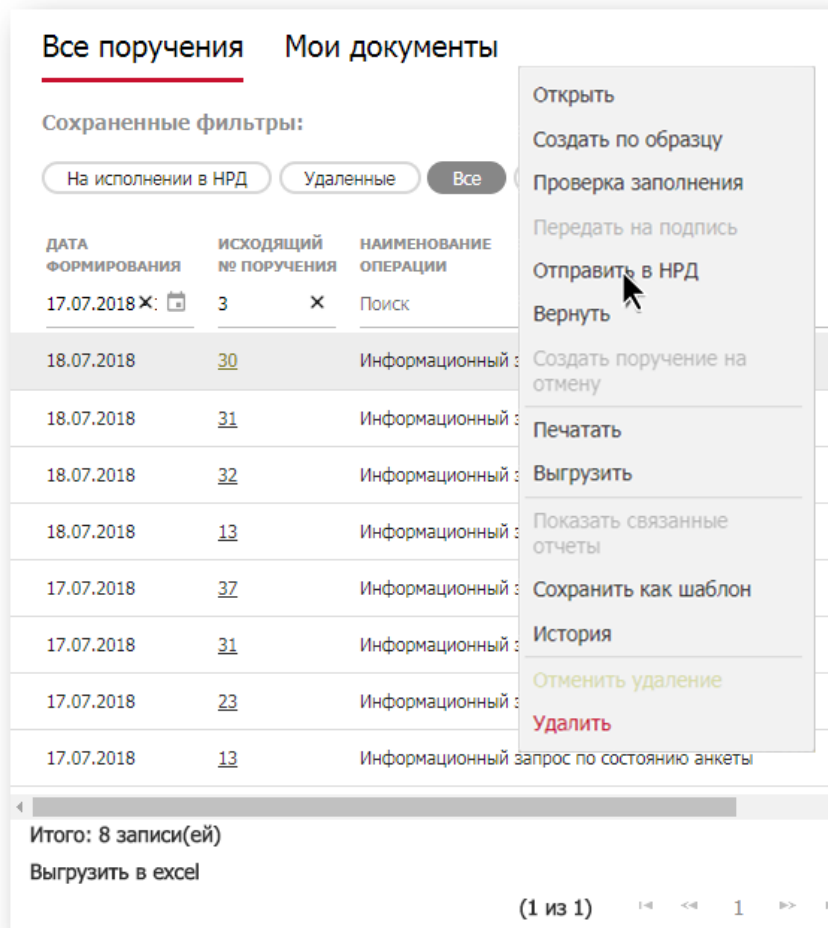 Все поручения Мои документы
Сохраненные фильтры:
На исполнении в НРД Удаленные Все
ДАТА ФОРМИРОВАНИЯ
ИСХОДЯЩИЙ № ПОРУЧЕНИЯ
НАИМЕНОВАНИЕ ОПЕРАЦИИ
17.07.2018 3 Поиск
18.07.2018 30 Информационный
18.07.2018 31 Информационный
18.07.2018 32 Информационный
18.07.2018 13 Информационный
17.07.2018 37 Информационный
17.07.2018 31 Информационный
17.07.2018 23 Информационный
17.07.2018 13 Информационный запрос по состоянию анкеты
Открыть
Создать по образцу
Проверка заполнения
Передать на подпись
Отправить в НРД
Вернуть
Создать поручение на
отмену
Печатать
Выгрузить
Показать связанные
отчеты
Сохранить как шаблон
История
Отменить удаление
Удалить
Итого: 8 записи(ей)
Выгрузить в excel
(1 из 1) 1